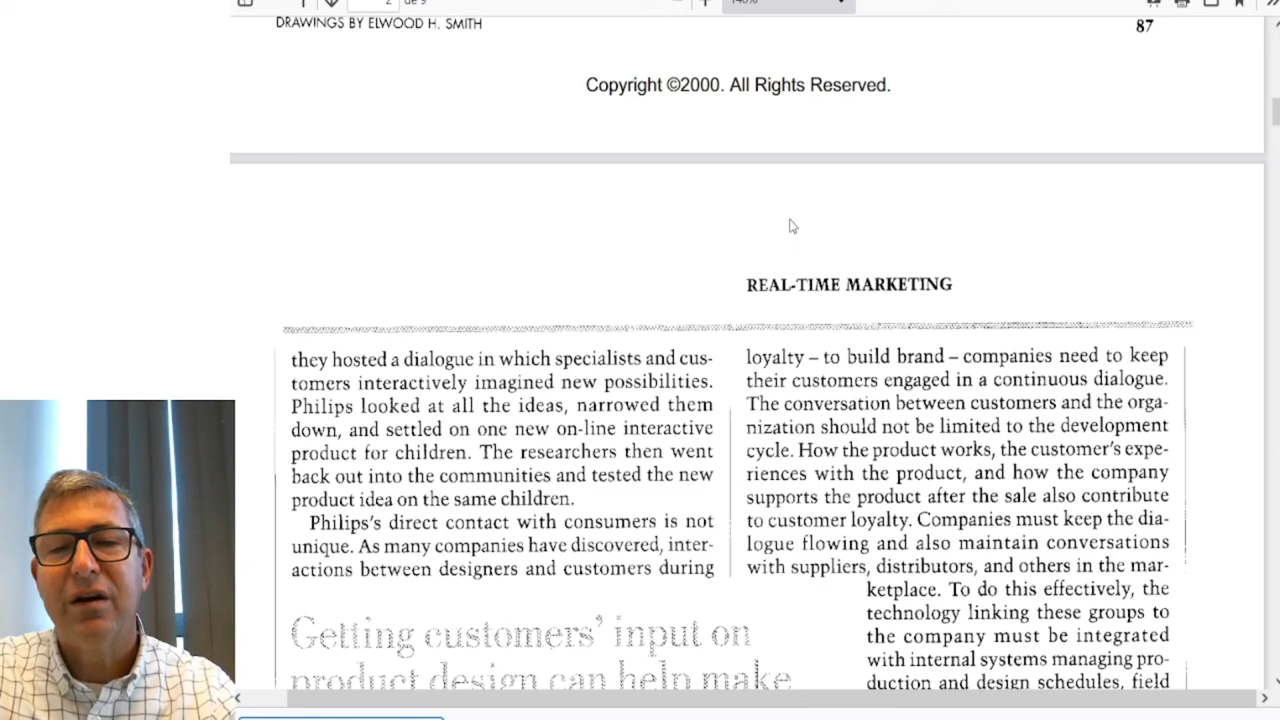 de 9
DRAWINGS BY ELWOOD H. SMITH
87
Copyright ©2000. All Rights Reserved.
REAL-TIME MARKETING
they hosted a dialogue in which specialists and cus-
tomers interactively imagined new possibilities.
Philips looked at all the ideas, narrowed them
down, and settled on one new on-line interactive
product for children. The researchers then went
back out into the communities and tested the new
product idea on the same children.
Philips's direct contact with consumers is not
unique. As many companies have discovered, inter-
actions between designers and customers during
Getting customers' input on
product design can help make
loyalty – to build brand – companies need to keep
their customers engaged in a continuous dialogue.
The conversation between customers and the orga-
nization should not be limited to the development
cycle. How the product works, the customer's expe-
riences with the product, and how the company
supports the product after the sale also contribute
to customer loyalty. Companies must keep the dia-
logue flowing and also maintain conversations
with suppliers, distributors, and others in the mar-
ketplace. To do this effectively, the
technology linking these groups to
the company must be integrated
with internal systems managing pro-
duction and design schedules, field